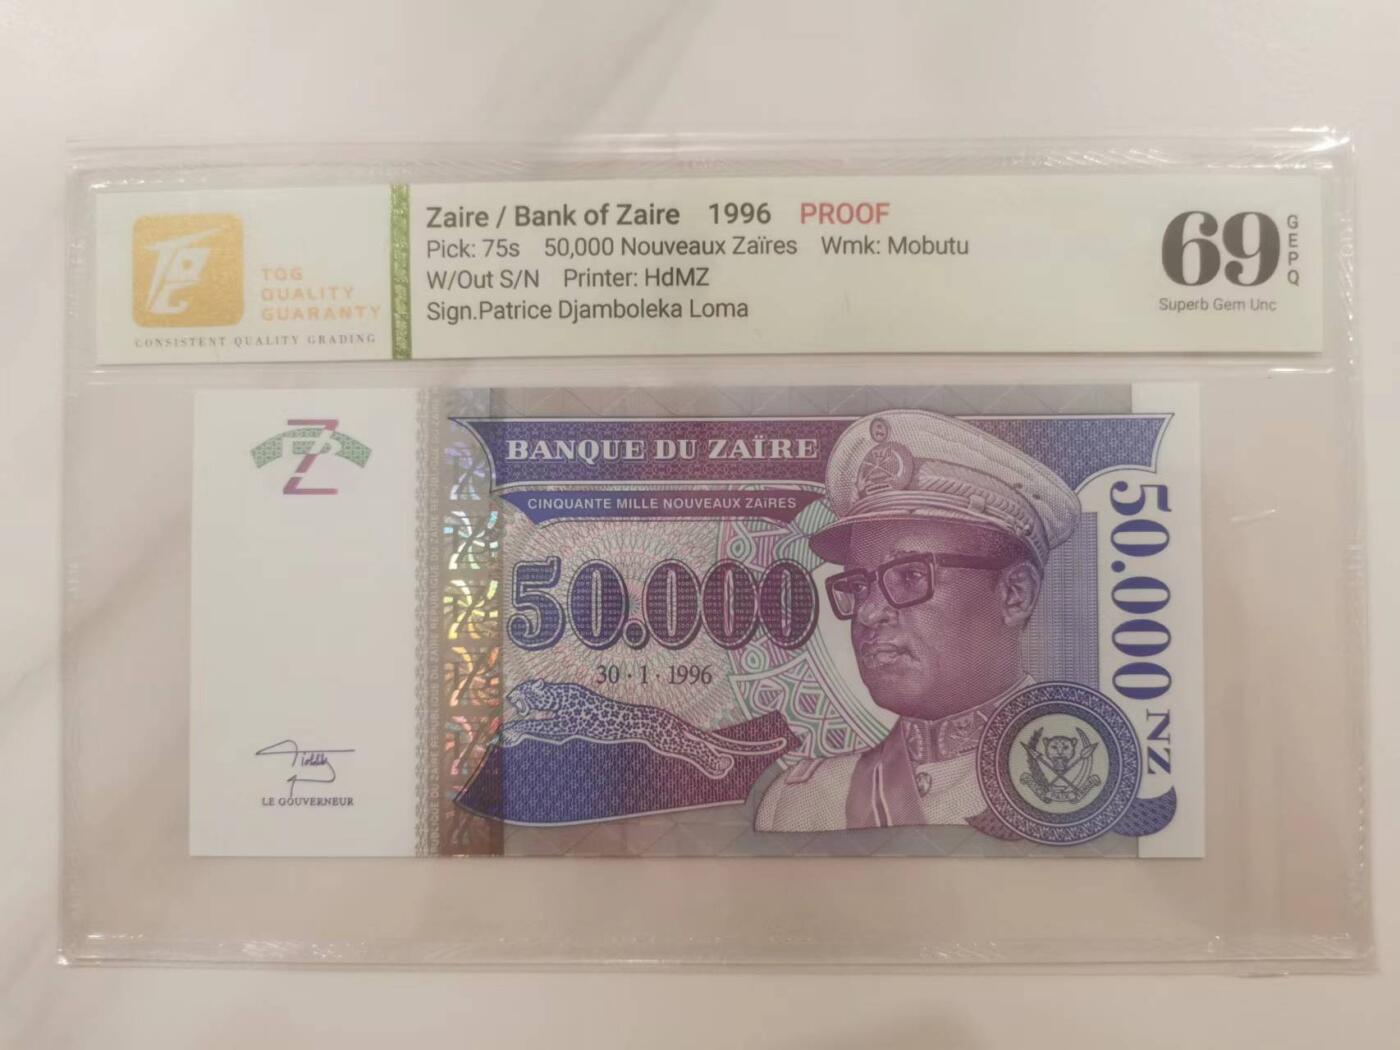 TQG
QUALITY
GUARANTY
CONSISTENT QUALITY GRADING
Zaire / Bank of Zaire 1996 PROOF
Pick: 75s 50,000 Nouveaux Zaïres Wmk: Mobutu
W/Out S/N Printer: HdMZ
Sign.Patrice Djamboleka Loma
69
GEPQ
Superb Gem Unc
Z
BANQUE DU ZAÏRE
CINQUANTE MILLE NOUVEAUX ZAïRES
50.000
30·1·1996
50.000 NZ
LE GOUVERNEUR